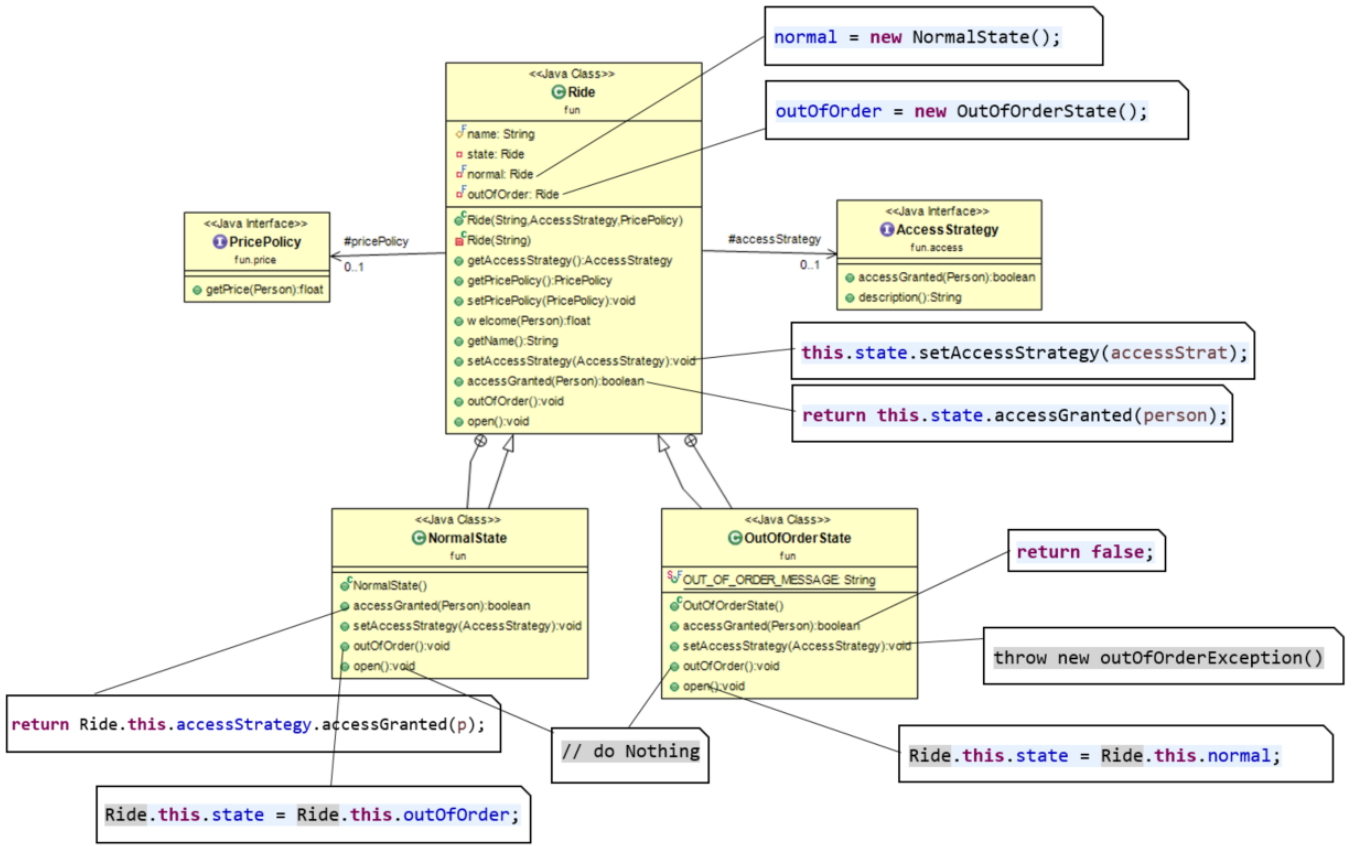 normal = new NormalState();
outOfOrder = new OutOfOrderState();
<<Java Class>>
Ride
fun
name: String
state: Ride
normal: Ride
outOfOrder: Ride
Ride(String,AccessStrategy,PricePolicy)
Ride(String)
getAccessStrategy():AccessStrategy
getPricePolicy():PricePolicy
setPricePolicy(PricePolicy):void
welcome(Person):float
getName():String
setAccessStrategy(AccessStrategy):void
accessGranted(Person):boolean
outOfOrder():void
open():void
<<Java Interface>>
PricePolicy
fun.price
getPrice(Person):float
#pricePolicy
0..1
#accessStrategy
0..1
<<Java Interface>>
AccessStrategy
fun.access
accessGranted(Person):boolean
description():String
this.state.setAccessStrategy(accessStrat);
return this.state.accessGranted(person);
<<Java Class>>
NormalState
fun
NormalState()
accessGranted(Person):boolean
setAccessStrategy(AccessStrategy):void
outOfOrder():void
open():void
<<Java Class>>
OutOfOrderState
fun
OUT_OF_ORDER_MESSAGE: String
OutOfOrderState()
accessGranted(Person):boolean
setAccessStrategy(AccessStrategy):void
outOfOrder():void
open():void
return false;
throw new outOfOrderException()
return Ride.this.accessStrategy.accessGranted(p);
// do Nothing
Ride.this.state = Ride.this.normal;
Ride.this.state = Ride.this.outOfOrder;